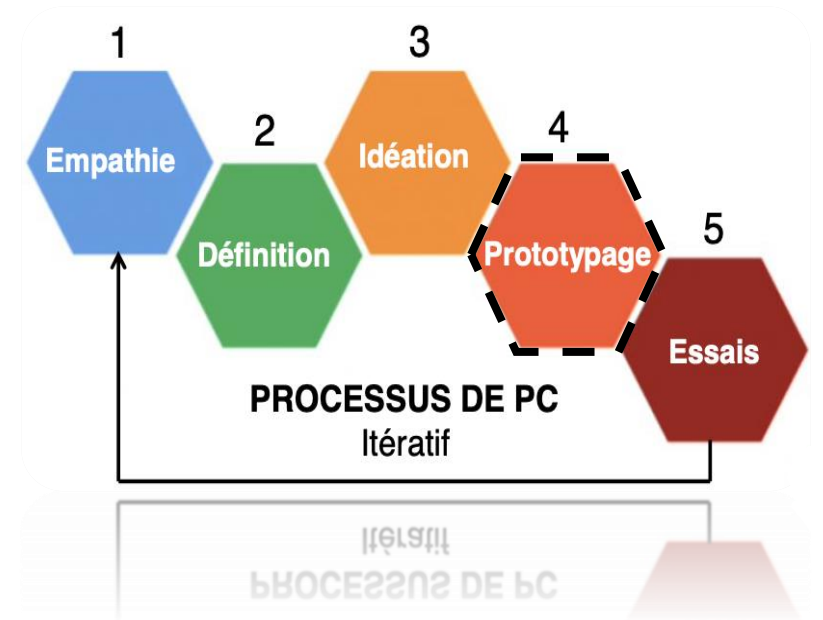 1
Empathie
2
Définition
3
Idéation
4
Prototypage
5
Essais
PROCESSUS DE PC
Itératif